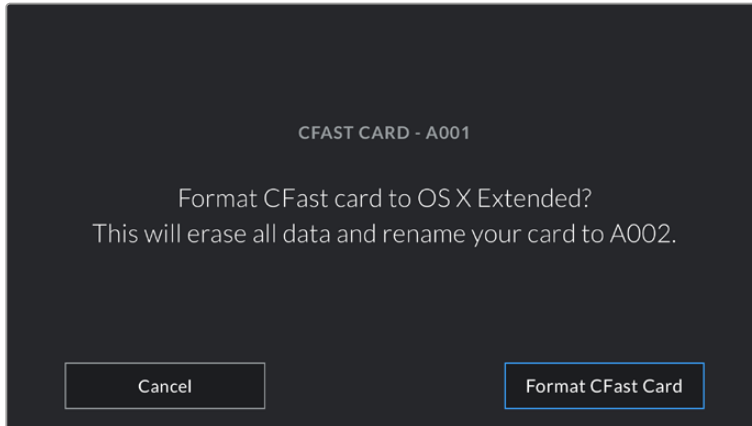 CFAST CARD - A001
Format CFast card to OS X Extended?
This will erase all data and rename your card to A002.
Cancel
Format CFast Card